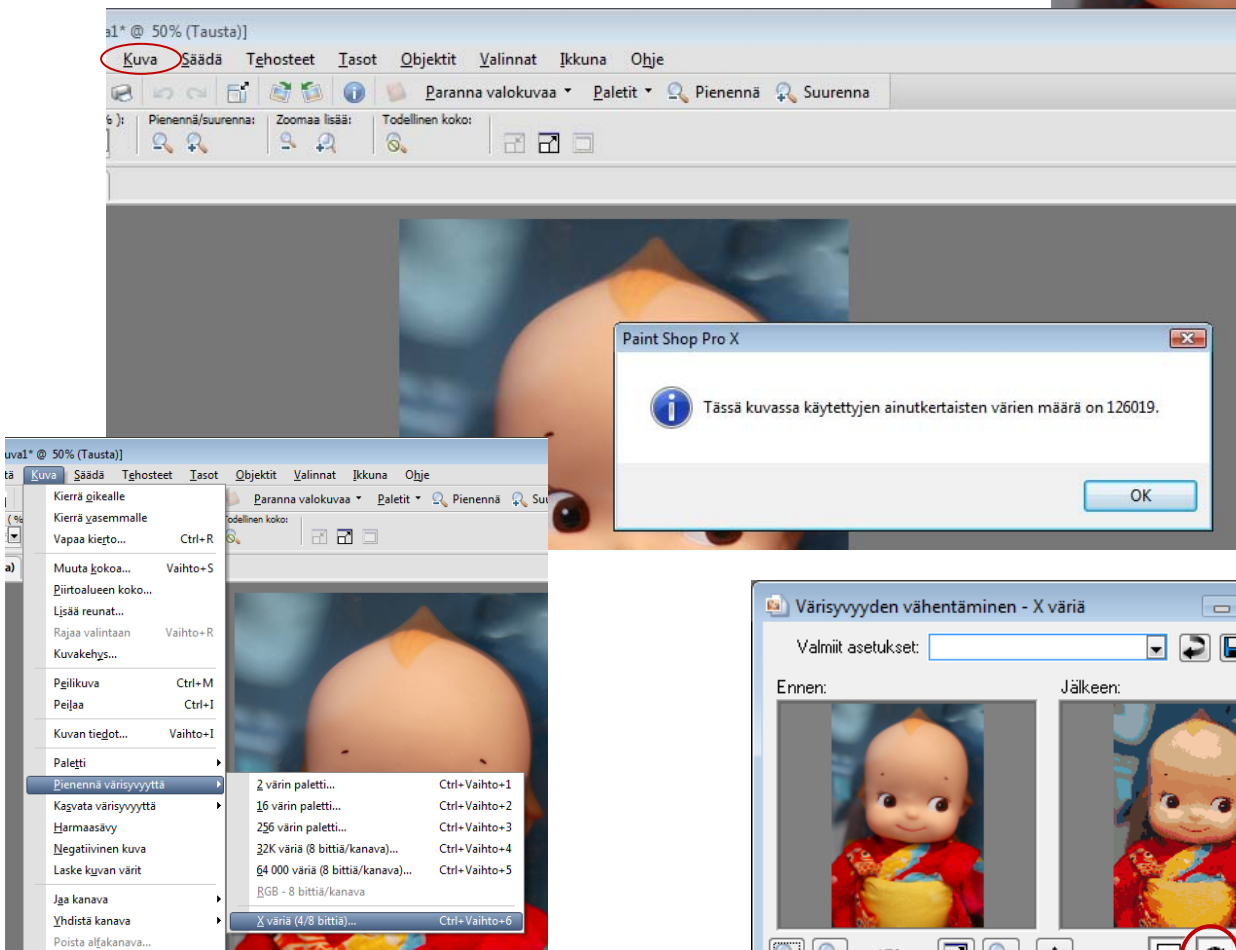 a1* @ 50% (Tausta)]
Kuva Säädä Tehosteet Tasot Objektit Valinnat Ikkuna Ohje
Paranna valokuvaa Paletit Pienennä Suurenna
% ): Pienennä/suurenna: Zoomaa lisää: Todellinen koko:
Paint Shop Pro X
Tässä kuvassa käytettyjen ainutkertaisten värien määrä on 126019.
OK
uva1* @ 50% (Tausta)]
tä Kuva Säädä Tehosteet Tasot Objektit Valinnat Ikkuna Ohje
Paranna valokuvaa Paletit Pienennä Suu
(% Todellinen koko:
a)
Kierrä oikealle
Kierrä vasemmalle
Vapaa kierto... Ctrl+R
Muuta kokoa... Vaihto+S
Piirtoalueen koko...
Lisää reunat...
Rajaa valintaan Vaihto+R
Kuvakehys...
Peilikuva Ctrl+M
Peilaa Ctrl+I
Kuvan tiedot... Vaihto+I
Paletti
Pienennä värisyvyyttä
Kasvata värisyvyyttä
Harmaasävy
Negatiivinen kuva
Laske kuvan värit
Jaa kanava
Yhdistä kanava
Poista alfakanava...
2 värin paletti... Ctrl+Vaihto+1
16 värin paletti... Ctrl+Vaihto+2
256 värin paletti... Ctrl+Vaihto+3
32K väriä (8 bittiä/kanava)... Ctrl+Vaihto+4
64 000 väriä (8 bittiä/kanava)... Ctrl+Vaihto+5
RGB - 8 bittiä/kanava
X väriä (4/8 bittiä)... Ctrl+Vaihto+6
Värisyvyyden vähentäminen - X väriä
Valmiit asetukset:
Ennen: Jälkeen: